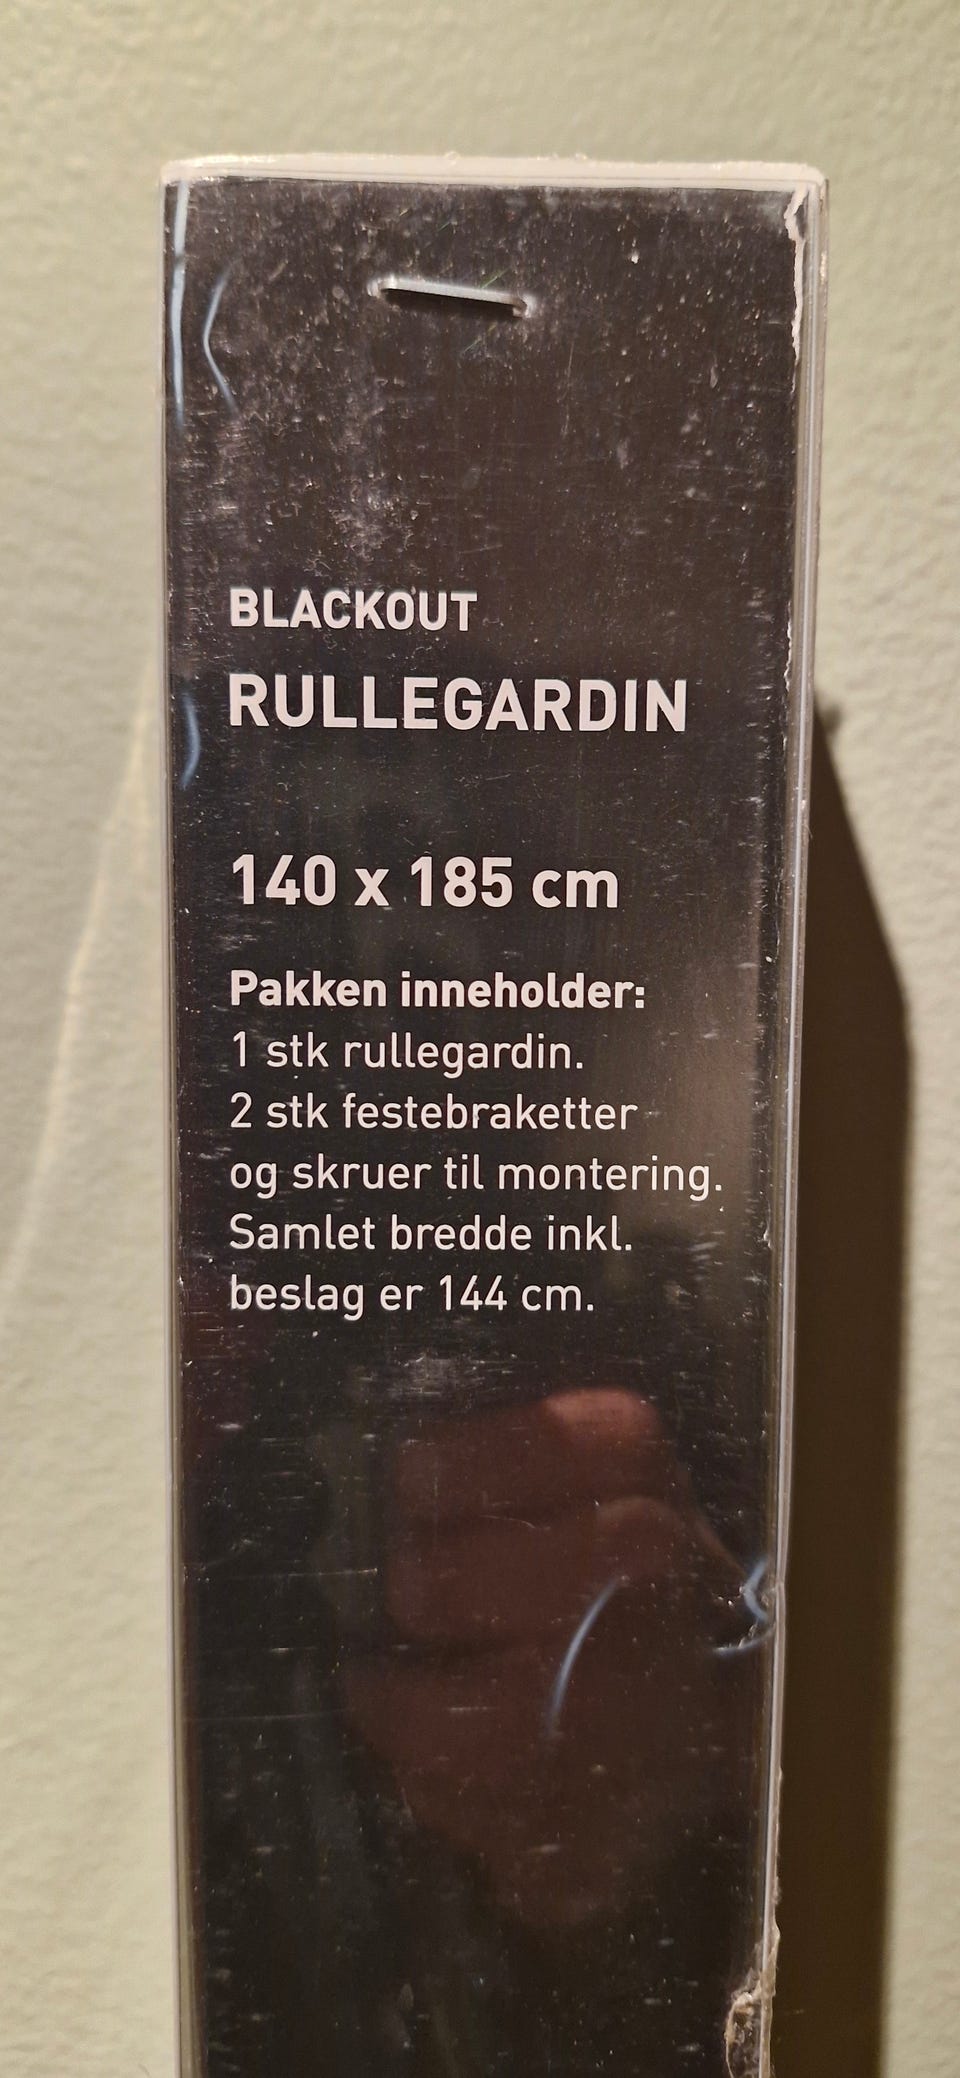 BLACKOUT
RULLEGARDIN
140 x 185 cm
Pakken inneholder:
1 stk rullegardin.
2 stk festebraketter
og skruer til montering.
Samlet bredde inkl.
beslag er 144 cm.